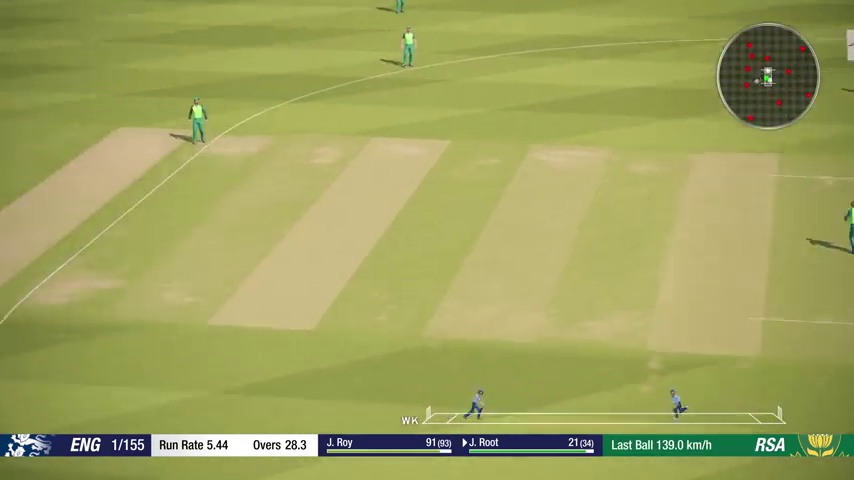 WK
ENG 1/155 Run Rate 5.44 Overs 28.3 J. Roy 91 (93) J. Root 21 (34) Last Ball 139.0 km/h RSA